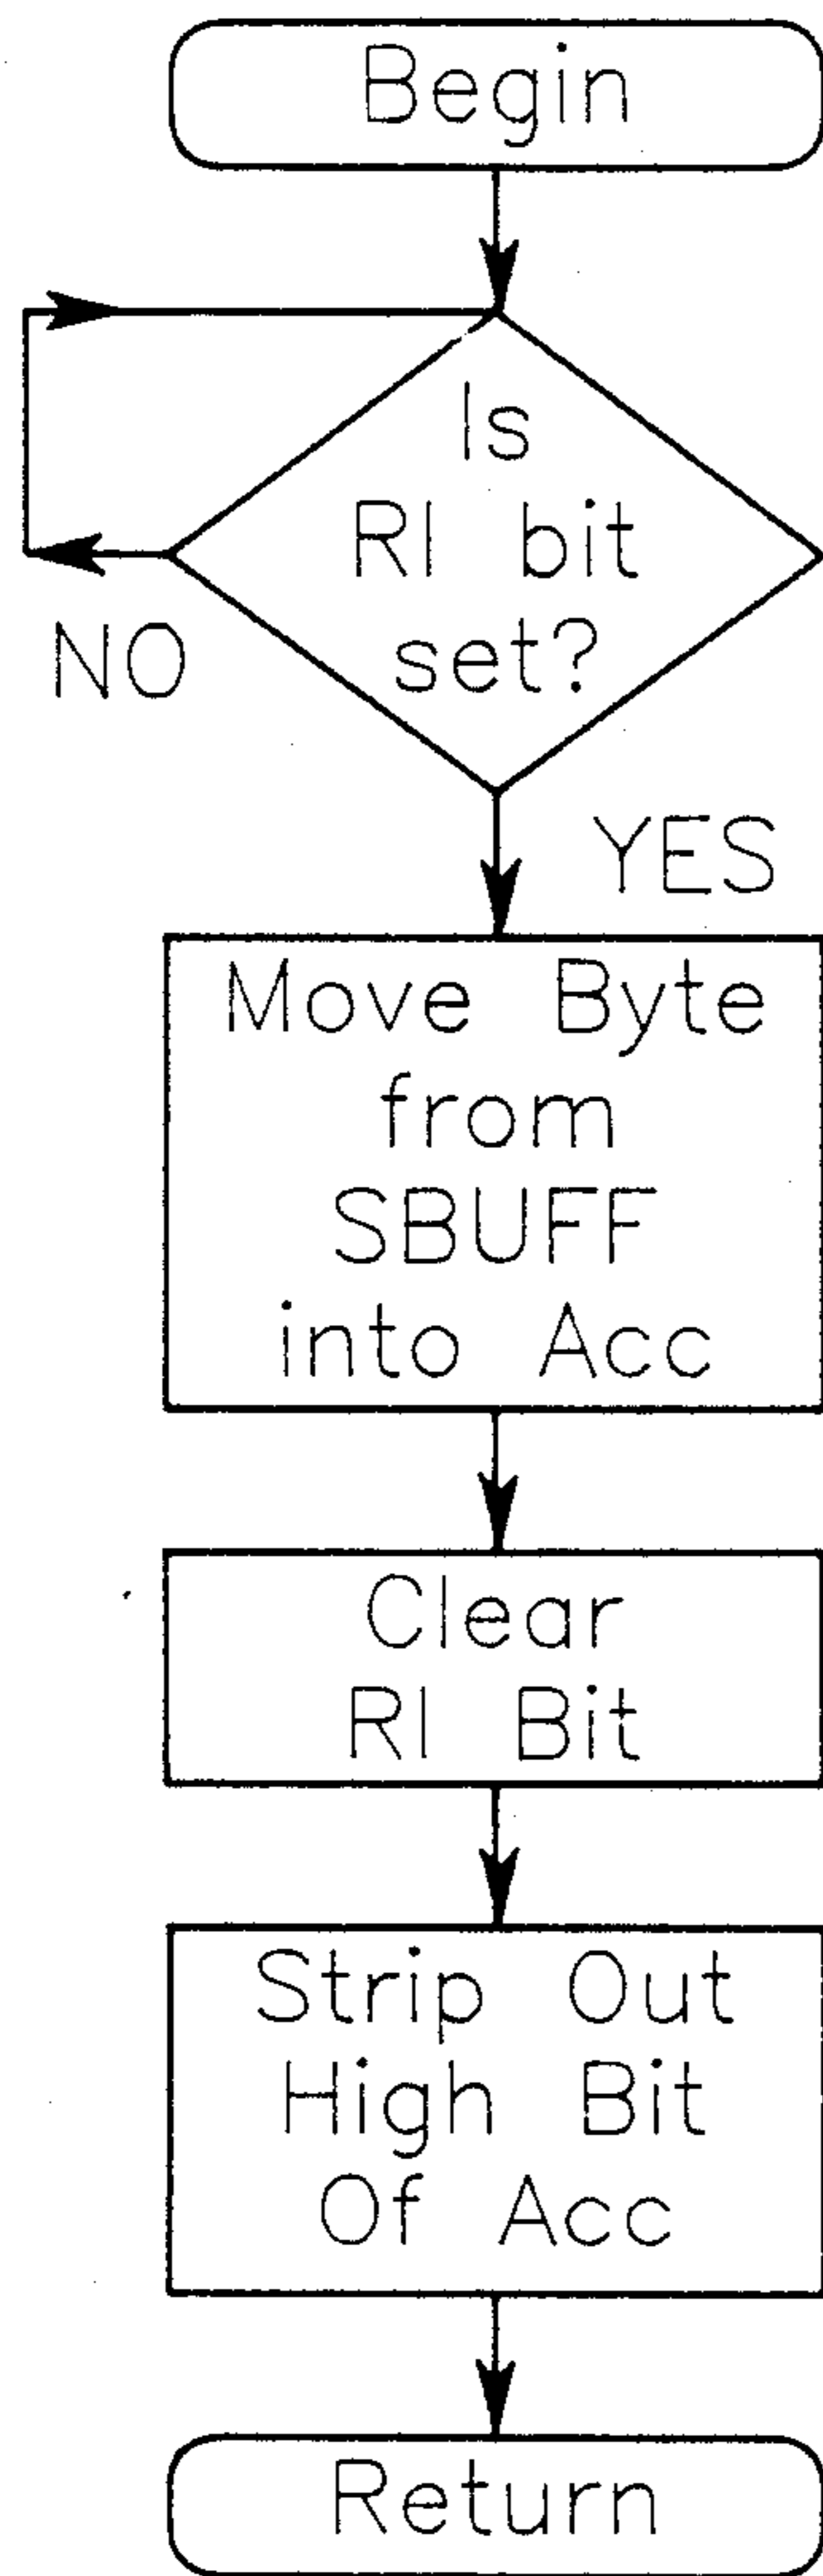 Begin
Is
RI bit
set?
NO
YES
Move Byte
from
SBUFF
into Acc
Clear
RI Bit
Strip Out
High Bit
Of Acc
Return